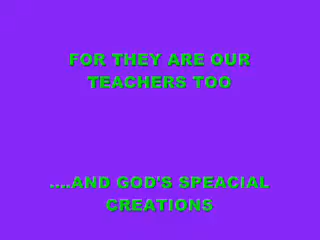 FOR THEY ARE OUR
TEACHERS TOO
....AND GOD'S SPEACIAL
CREATIONS